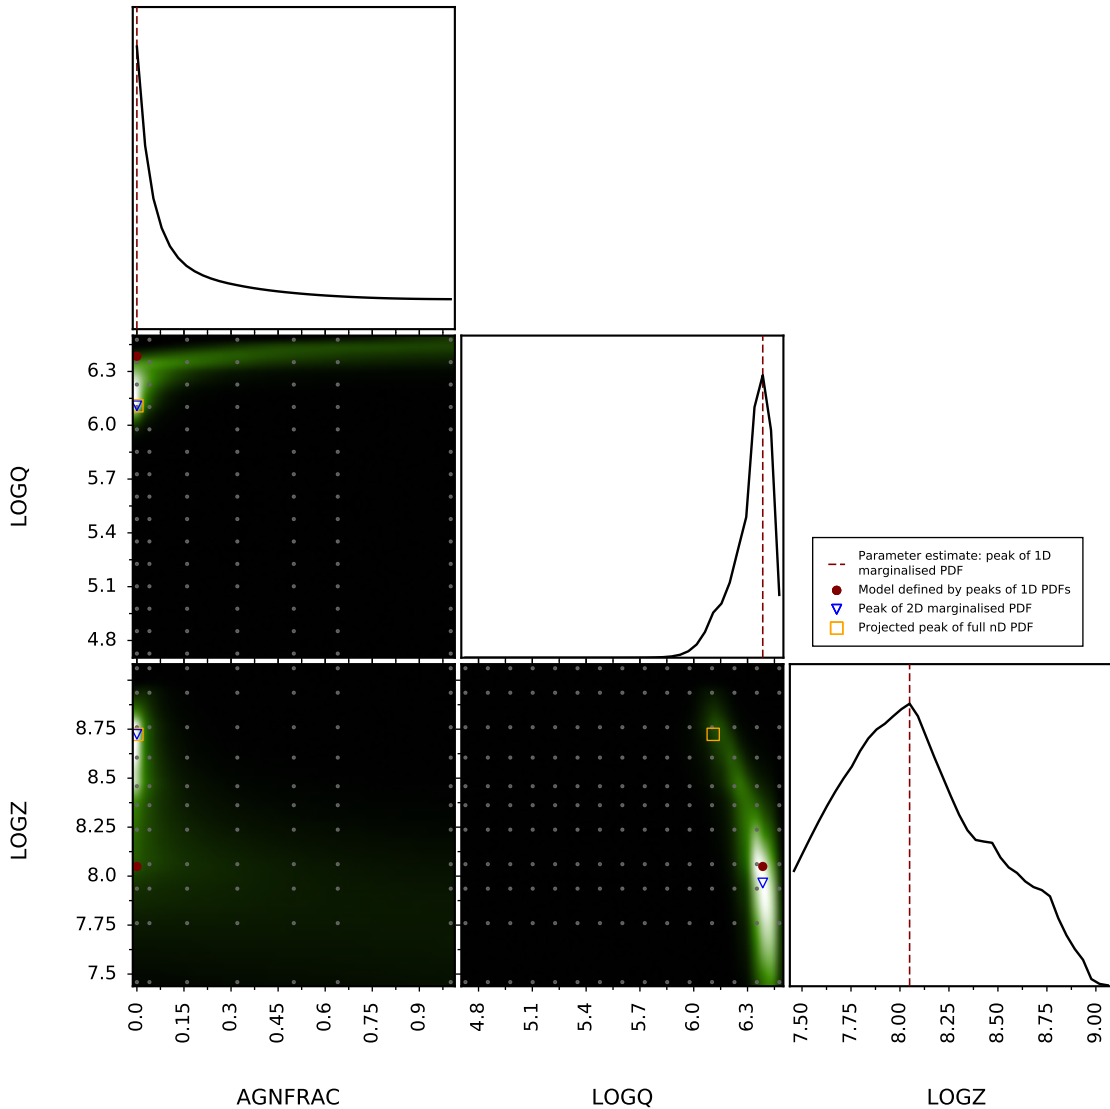 LOGQ
6.3
6.0
5.7
5.4
5.1
4.8
Parameter estimate: peak of 1D
marginalised PDF
Model defined by peaks of 1D PDFs
Peak of 2D marginalised PDF
Projected peak of full nD PDF
LOGZ
8.75
8.5
8.25
8.0
7.75
7.5
0.0 0.15 0.3 0.45 0.6 0.75 0.9
4.8 5.1 5.4 5.7 6.0 6.3
7.50 7.75 8.00 8.25 8.50 8.75 9.00
AGNFRAC LOGQ LOGZ